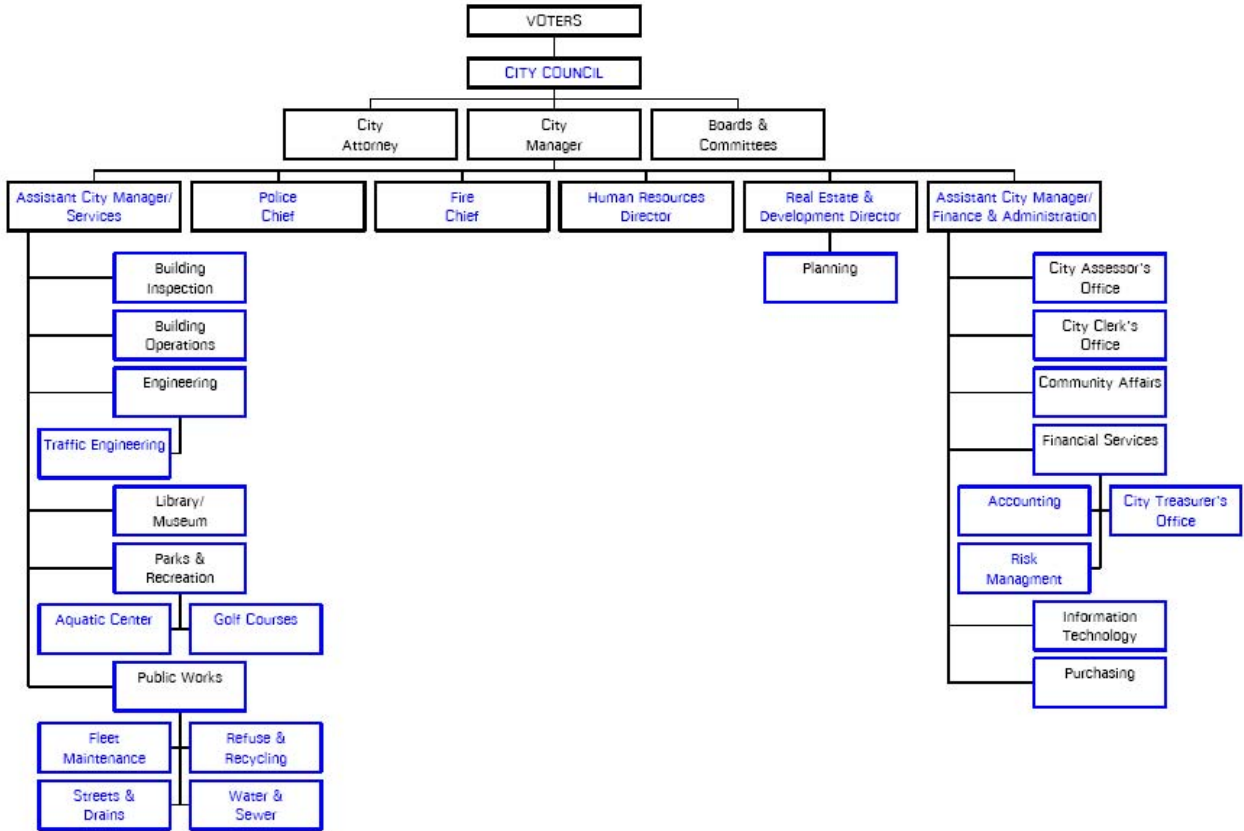 VOTERS
CITY COUNCIL
City
Attorney
City
Manager
Boards &
Committees
Assistant City Manager/
Services
Police
Chief
Fire
Chief
Human Resources
Director
Real Estate &
Development Director
Assistant City Manager/
Finance & Administration
Building
Inspection
Building
Operations
Engineering
Traffic Engineering
Library/
Museum
Parks &
Recreation
Aquatic Center
Golf Courses
Public Works
Fleet
Maintenance
Refuse &
Recycling
Streets &
Drains
Water &
Sewer
Planning
City Assessor's
Office
City Clerk's
Office
Community Affairs
Financial Services
Accounting
City Treasurer's
Office
Risk
Managment
Information
Technology
Purchasing